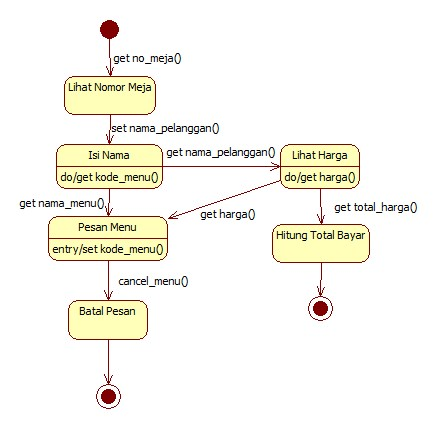 get no_meja()
Lihat Nomor Meja
set nama_pelanggan()
Isi Nama
do/get kode_menu()
get nama_pelanggan()
Lihat Harga
do/get harga()
get nama_menu()
get harga()
get total_harga()
Pesan Menu
entry/set kode_menu()
Hitung Total Bayar
cancel_menu()
Batal Pesan